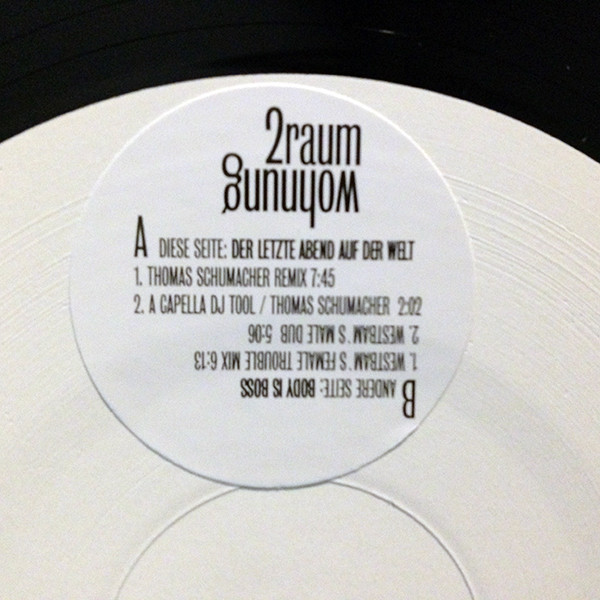 2raum
wohnung
A DIESE SEITE: DER LETZTE ABEND AUF DER WELT
1. THOMAS SCHUMACHER REMIX 7:45
2. A CAPELLA DJ TOOL / THOMAS SCHUMACHER 2:02
B ANDERE SEITE: BODY IS BOSS
1. WESTBAM`S FEMALE TROUBLE MIX 6:13
2. WESTBAM`S MALE DUB 5:06